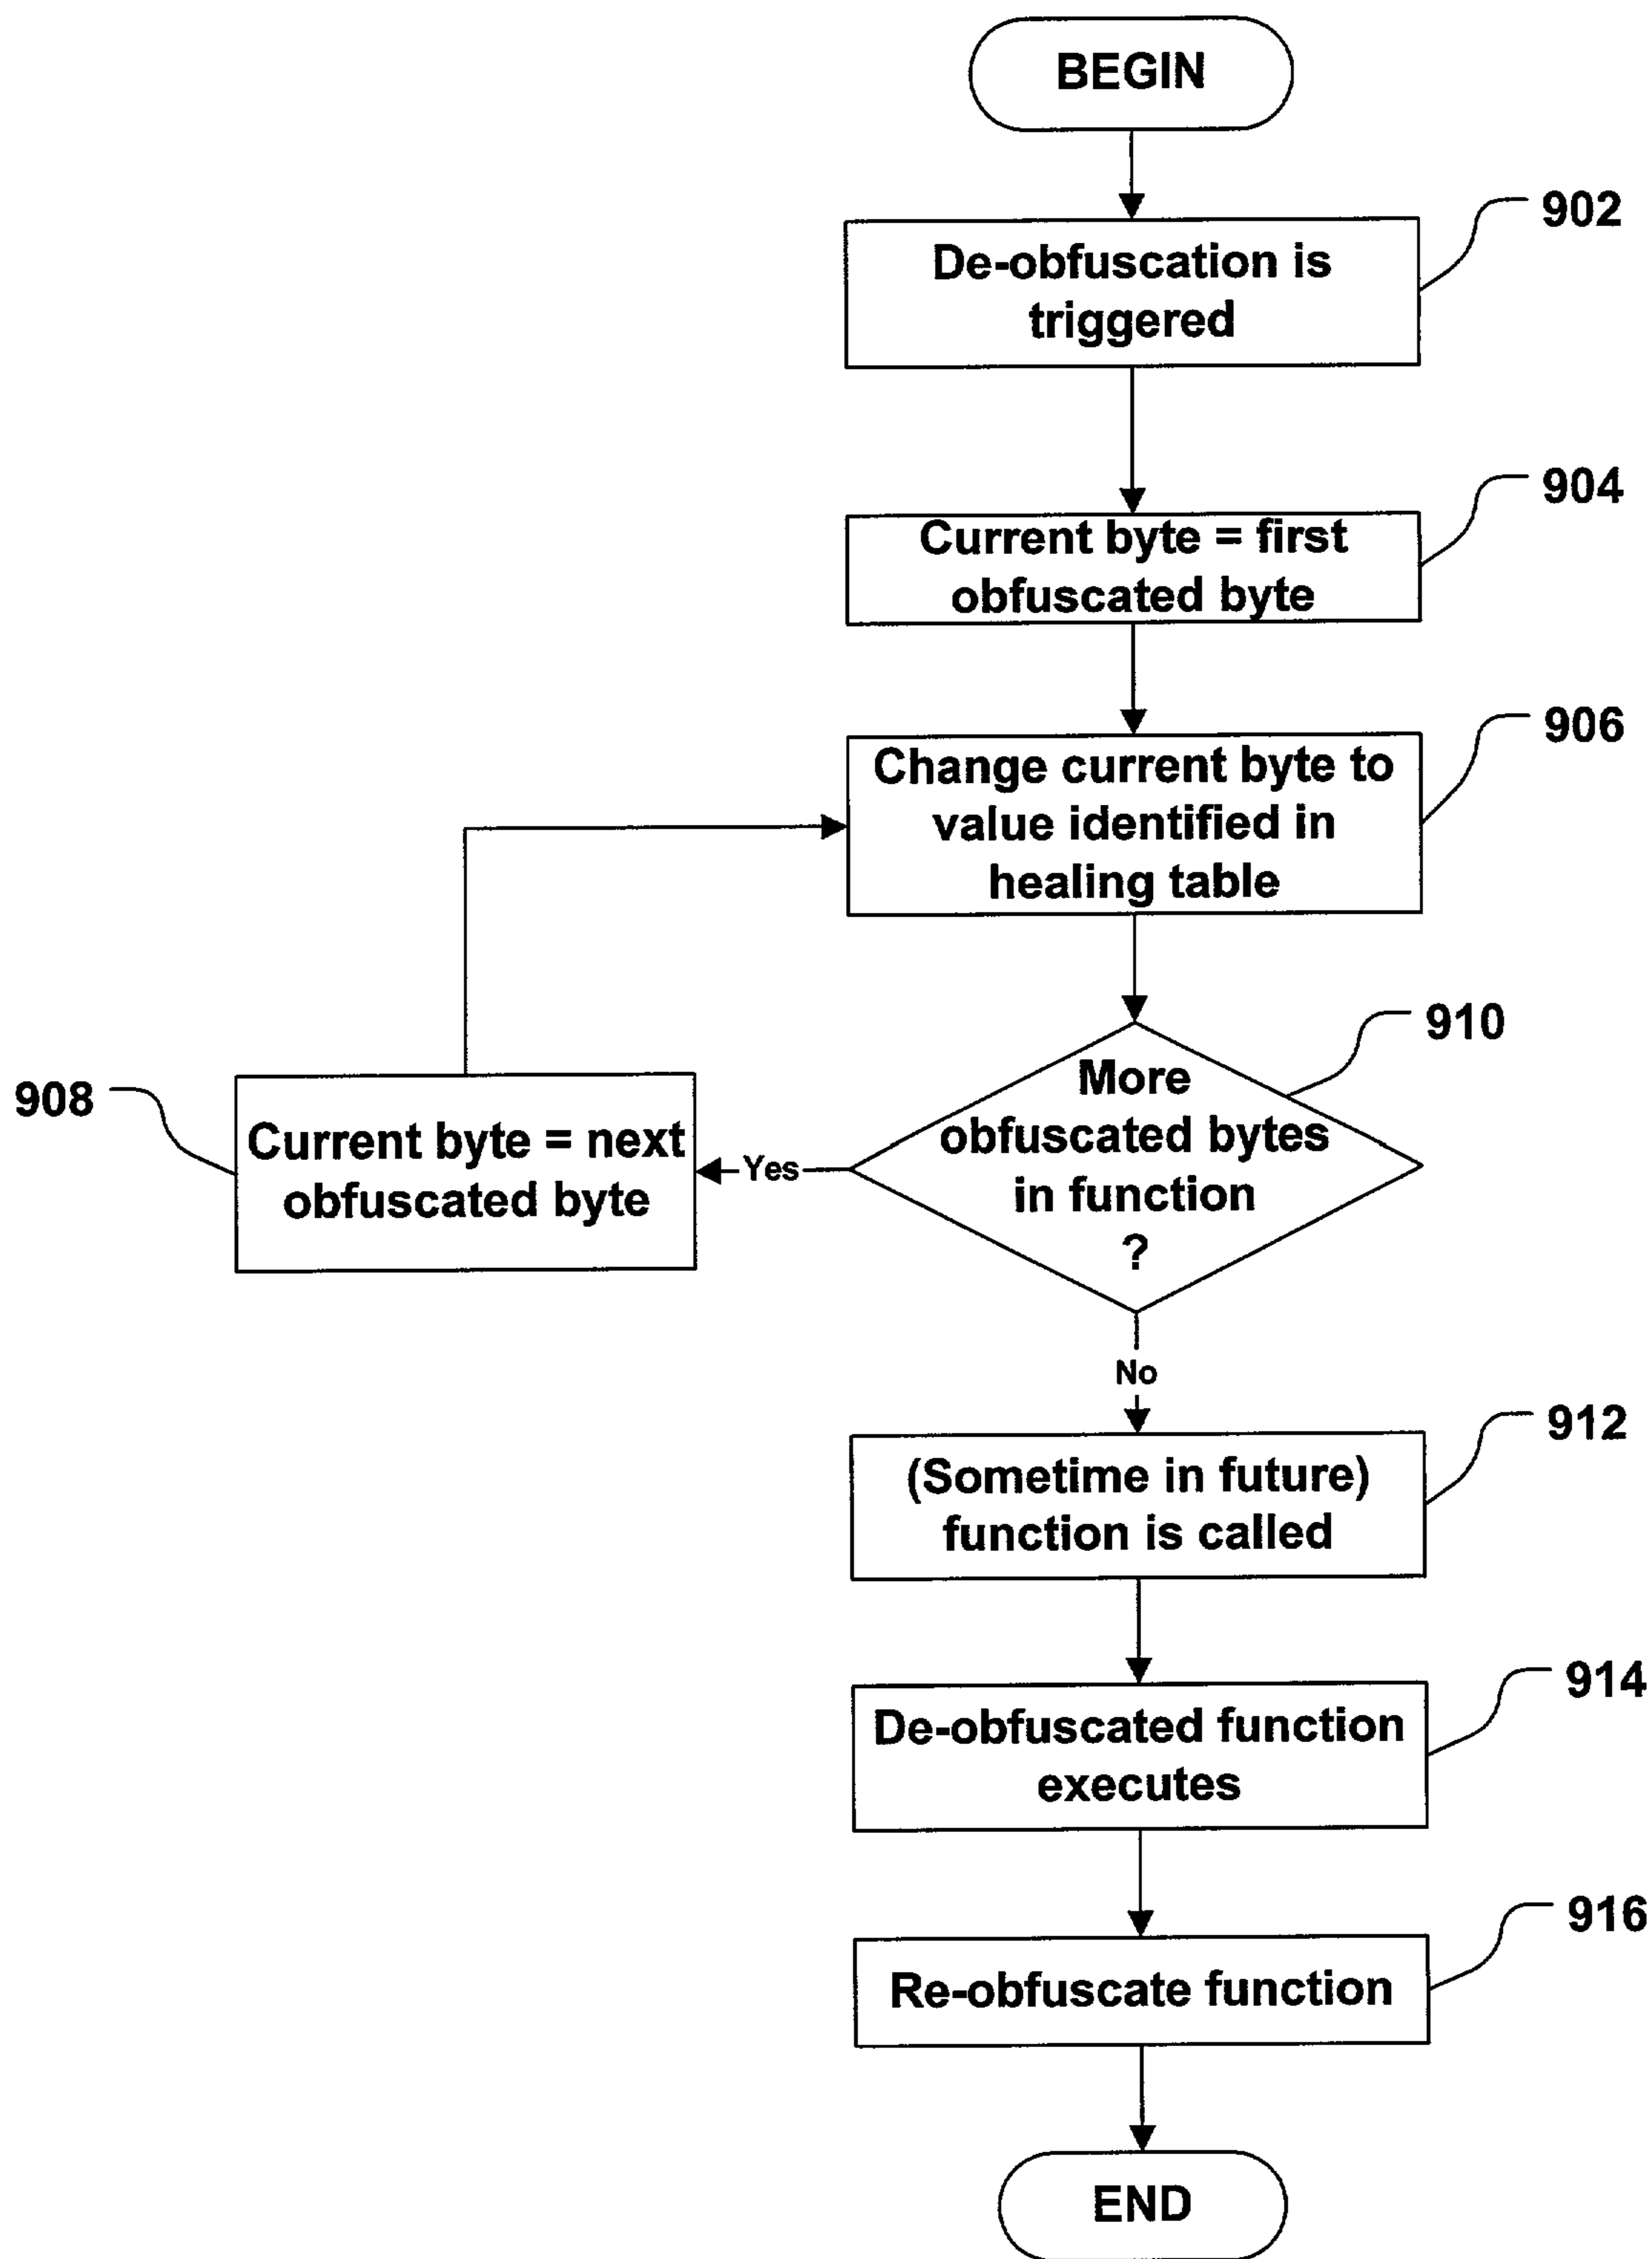 BEGIN
902
De-obfuscation is
triggered
904
Current byte = first
obfuscated byte
906
Change current byte to
value identified in
healing table
910
More
obfuscated bytes
in function
?
908
Current byte = next
obfuscated byte
Yes
No
912
(Sometime in future)
function is called
914
De-obfuscated function
executes
916
Re-obfuscate function
END